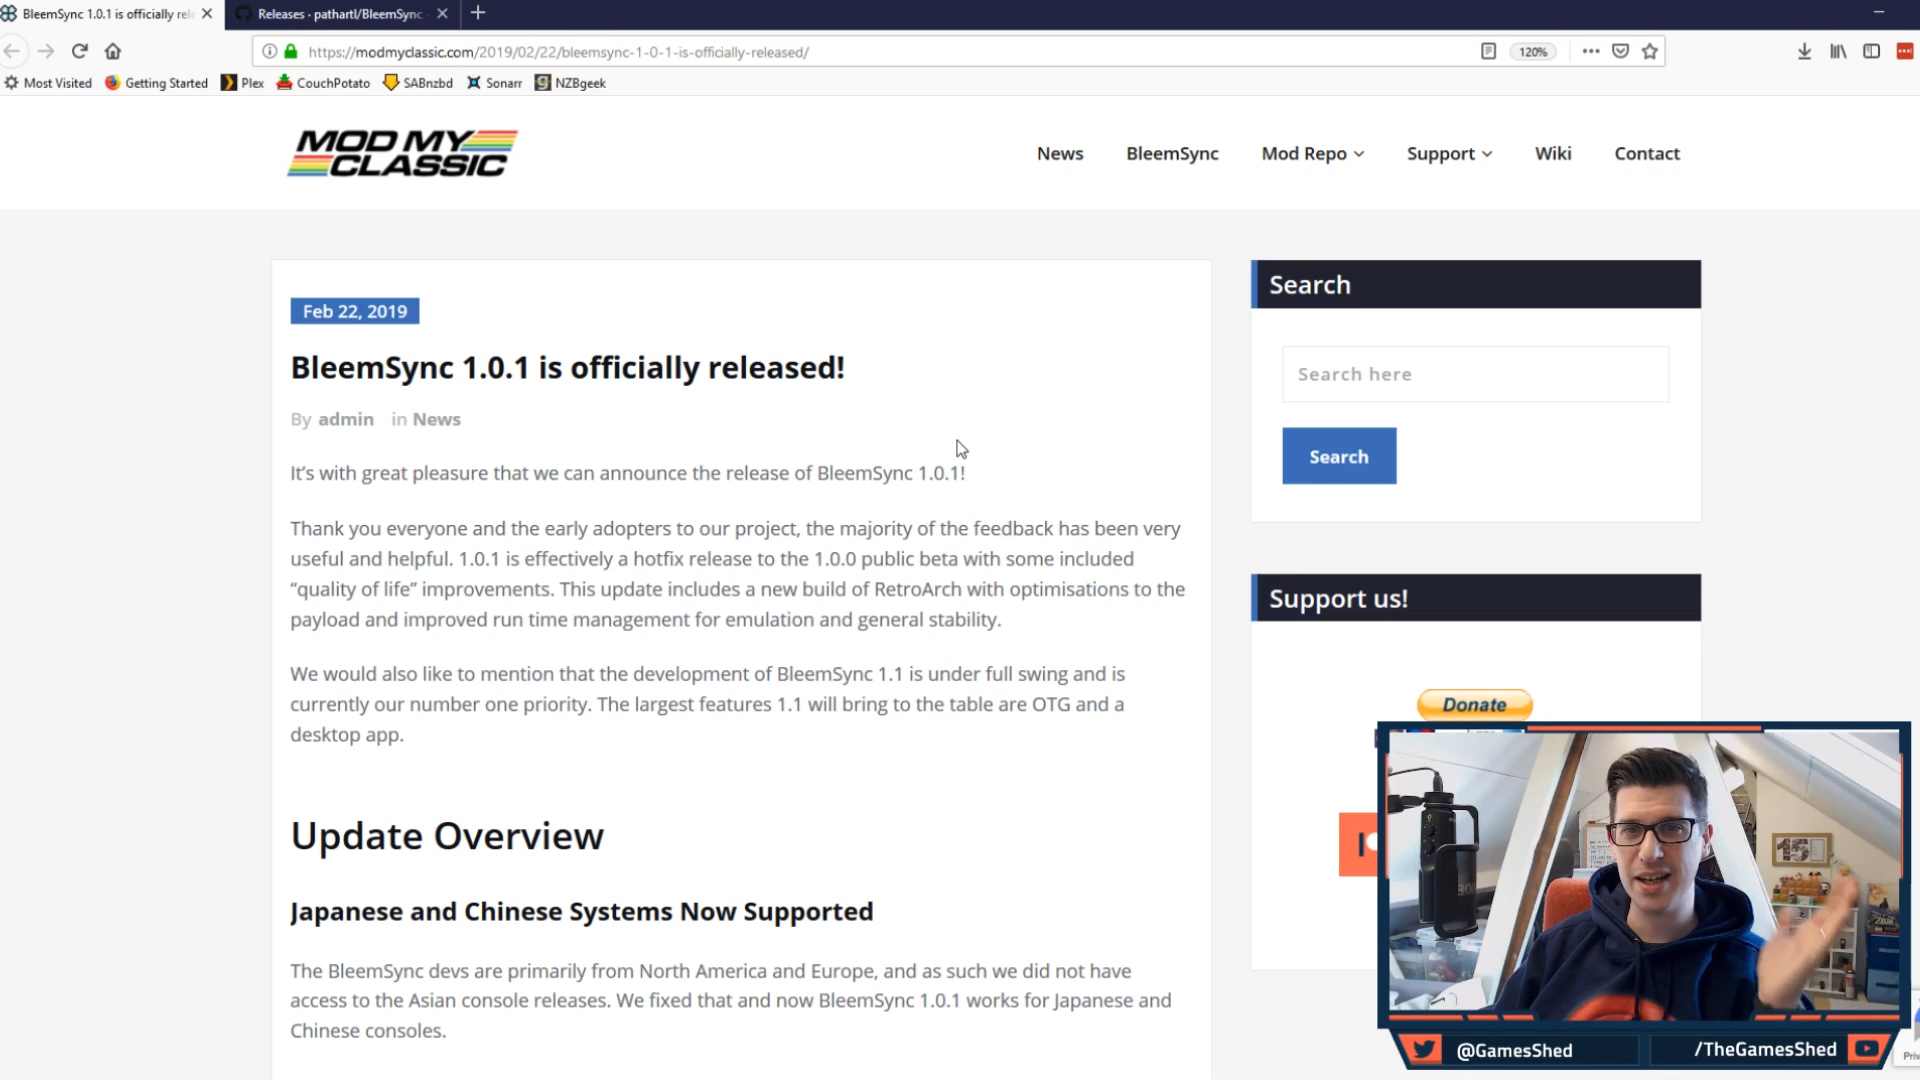 BleemSync 1.0.1 is officially rel
Releases · pathartl/BleemSync
https://modmyclassic.com/2019/02/22/bleemsync-1-0-1-is-officially-released/
120%
Most Visited
Getting Started
Plex
CouchPotato
SABnzbd
Sonarr
NZBgeek
MOD MY
CLASSIC
News
BleemSync
Mod Repo
Support
Wiki
Contact
Feb 22, 2019
BleemSync 1.0.1 is officially released!
By admin in News
It’s with great pleasure that we can announce the release of BleemSync 1.0.1!
Thank you everyone and the early adopters to our project, the majority of the feedback has been very
useful and helpful. 1.0.1 is effectively a hotfix release to the 1.0.0 public beta with some included
“quality of life” improvements. This update includes a new build of RetroArch with optimisations to the
payload and improved run time management for emulation and general stability.
We would also like to mention that the development of BleemSync 1.1 is under full swing and is
currently our number one priority. The largest features 1.1 will bring to the table are OTG and a
desktop app.
Update Overview
Japanese and Chinese Systems Now Supported
The BleemSync devs are primarily from North America and Europe, and as such we did not have
access to the Asian console releases. We fixed that and now BleemSync 1.0.1 works for Japanese and
Chinese consoles.
Search
Search here
Search
Support us!
Donate
@GamesShed
/TheGamesShed